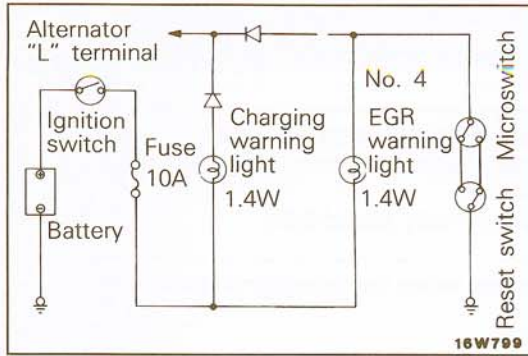 Alternator
"L" terminal
Ignition
switch
Fuse
10A
Battery
Charging
warning
light
1.4W
No. 4
EGR
warning
light
1.4W
Microswitch
Reset switch
16W799